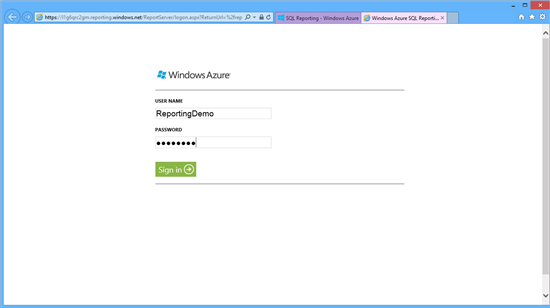 https://i1g6iprc2gm.reporting.windows.net/ReportServer/logon.aspx?ReturnUrl=%2frep
SQL Reporting - Windows Azure
Windows Azure SQL Reporti...
Windows Azure
USER NAME
ReportingDemo
PASSWORD
Sign in